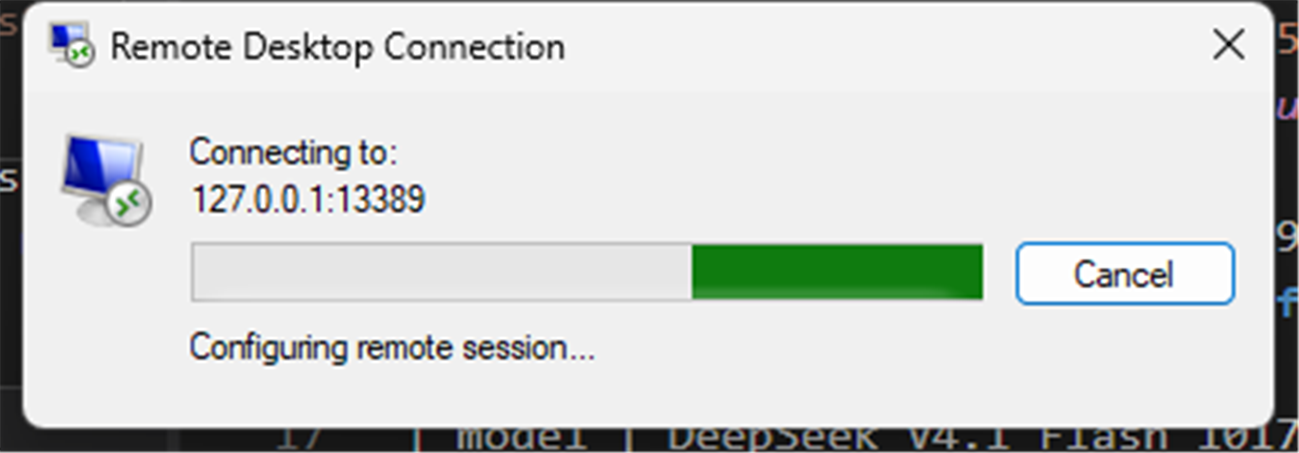 Remote Desktop Connection
Connecting to:
127.0.0.1:13389
Cancel
Configuring remote session...
17 | model | DeepSeek V4.1 Flash 1017